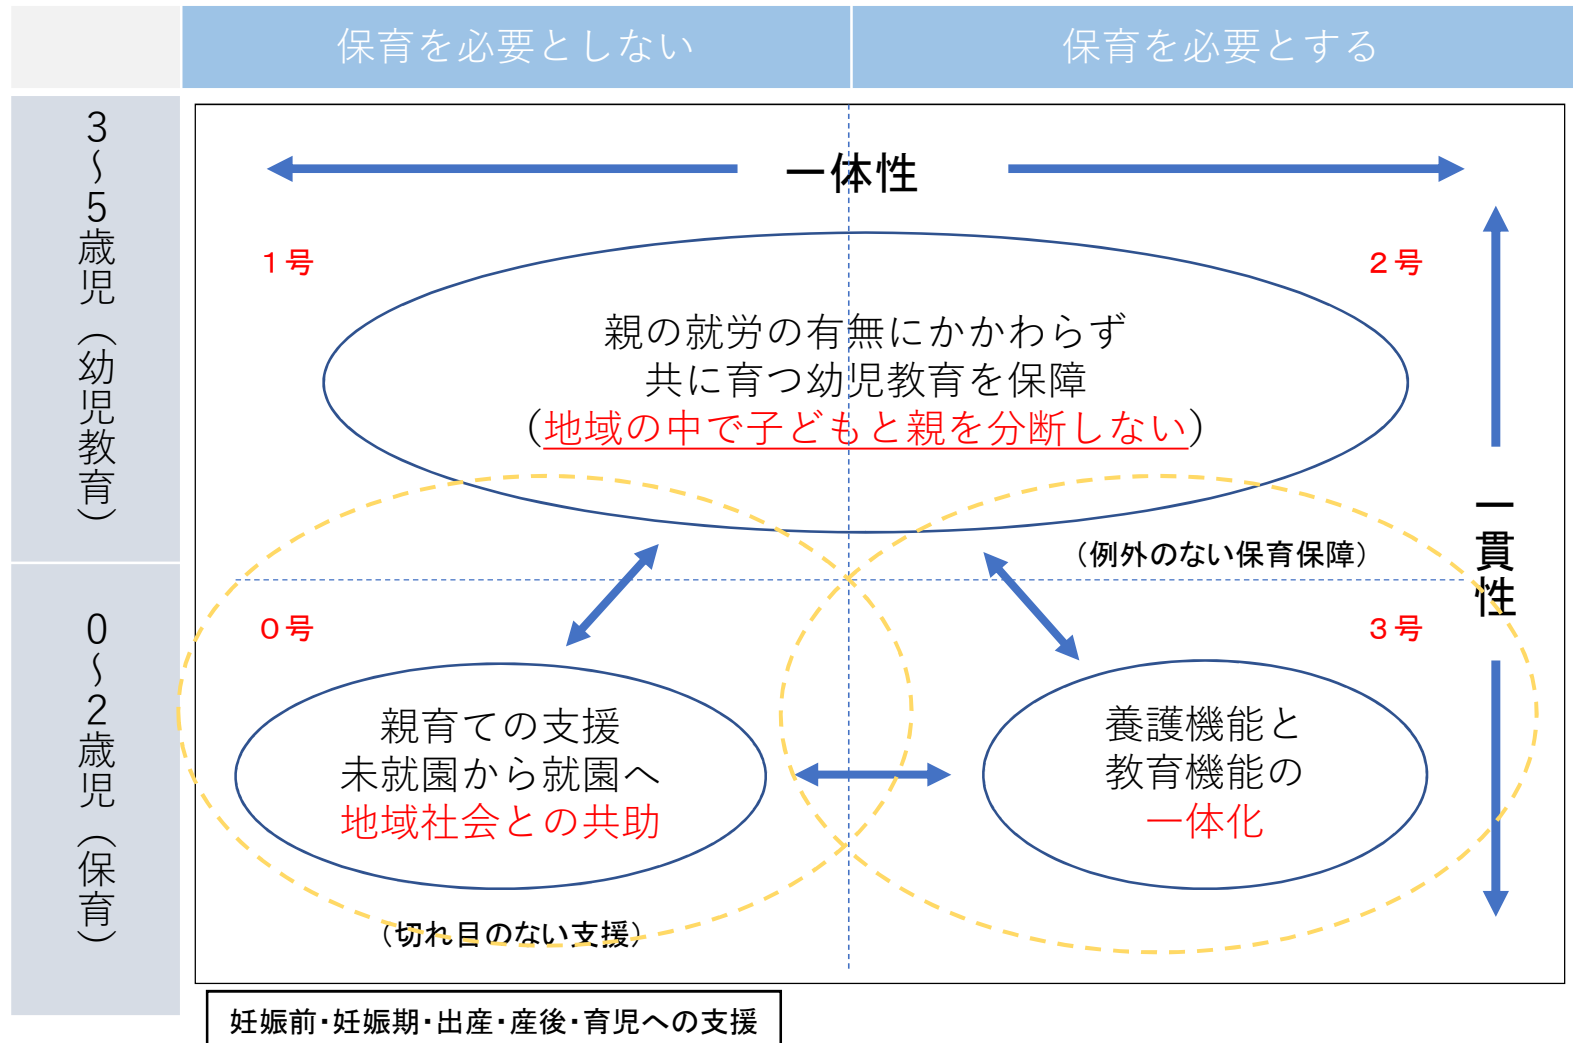 保育を必要としない
保育を必要とする
3～5歳児（幼児教育）
一体性
1号
2号
親の就労の有無にかかわらず
共に育つ幼児教育を保障
（地域の中で子どもと親を分断しない）
一貫性
（例外のない保育保障）
0～2歳児（保育）
0号
3号
親育ての支援
未就園から就園へ
地域社会との共助
養護機能と
教育機能の
一体化
（切れ目のない支援）
妊娠前･妊娠期･出産･産後･育児への支援